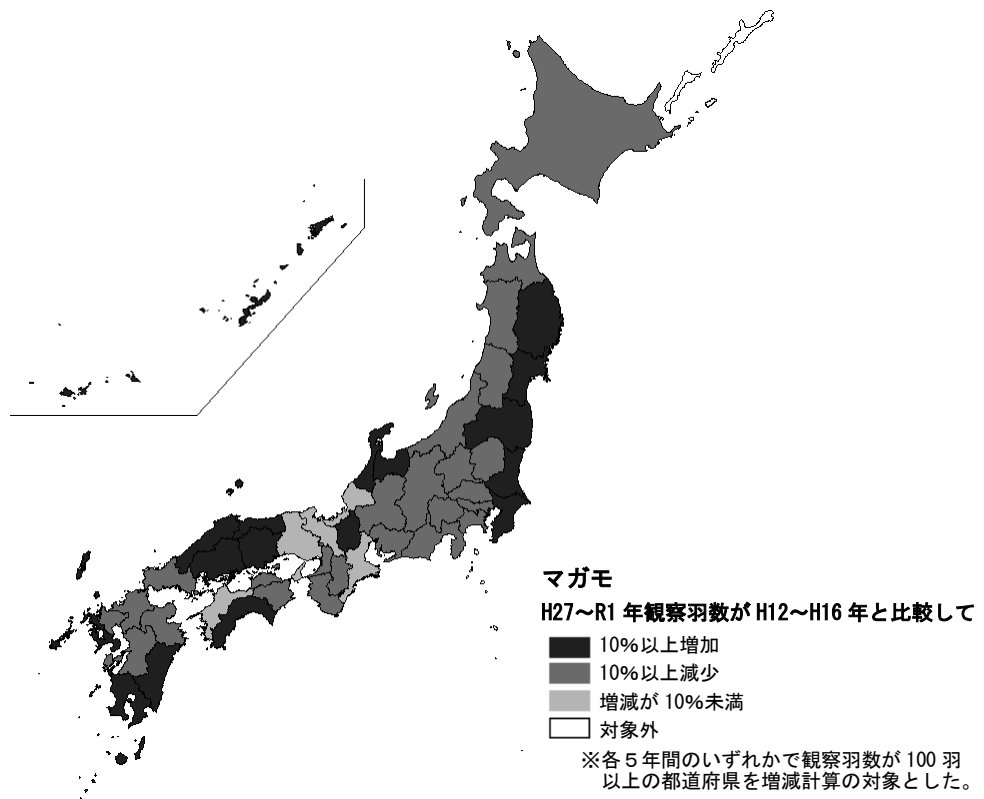 マガモ
H27～R1 年観察羽数が H12～H16 年と比較して
10%以上増加
10%以上減少
増減が 10%未満
対象外
※各５年間のいずれかで観察羽数が 100 羽
以上の都道府県を増減計算の対象とした。